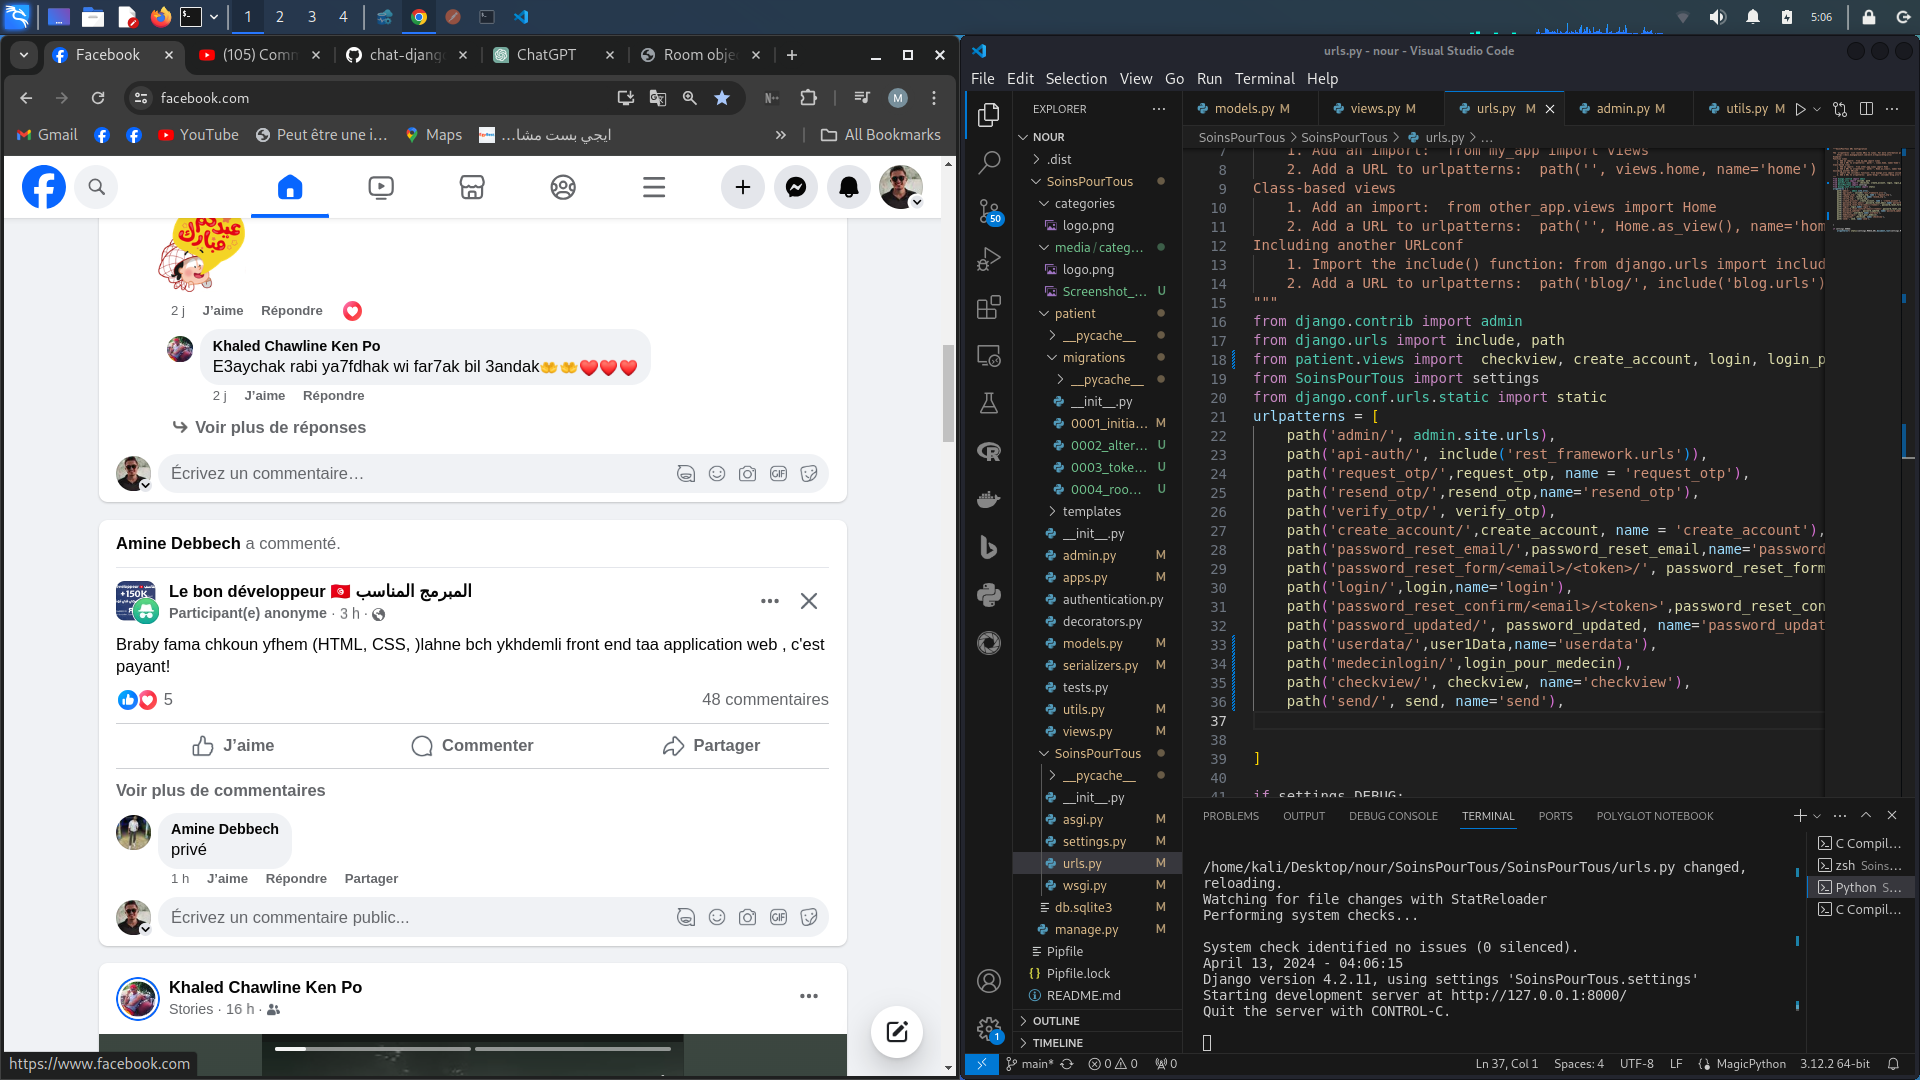 1
2
3
4
5:06
Facebook
(105) Comm
chat-djang
ChatGPT
Room obje
facebook.com
M
Gmail
YouTube
Peut être une i...
Maps
ايجي بست مشا...
All Bookmarks
عيدكم
مبارك
2 j
J'aime
Répondre
Khaled Chawline Ken Po
E3aychak rabi ya7fdhak wi far7ak bil 3andak🤲🤲❤️❤️❤️
2 j
J'aime
Répondre
Voir plus de réponses
Écrivez un commentaire…
Amine Debbech a commenté.
+150K
Le bon développeur 🇹🇳 المبرمج المناسب
Participant(e) anonyme · 3 h ·
Braby fama chkoun yfhem (HTML, CSS, )lahne bch ykhdemli front end taa application web , c'est
payant!
5
48 commentaires
J'aime
Commenter
Partager
Voir plus de commentaires
Amine Debbech
privé
1 h
J'aime
Répondre
Partager
Écrivez un commentaire public...
Khaled Chawline Ken Po
Stories · 16 h ·
https://www.facebook.com
urls.py - nour - Visual Studio Code
File Edit Selection View Go Run Terminal Help
EXPLORER
NOUR
.dist
SoinsPourTous
categories
logo.png
media/categ...
logo.png
Screenshot_... U
patient
__pycache__
migrations
__pycache__
__init__.py
0001_initia... M
0002_alter... U
0003_toke... U
0004_roo... U
templates
__init__.py
admin.py M
apps.py M
authentication.py
decorators.py
models.py M
serializers.py M
tests.py
utils.py M
views.py M
SoinsPourTous
__pycache__
__init__.py
asgi.py M
settings.py M
urls.py M
wsgi.py M
db.sqlite3 M
manage.py M
Pipfile
Pipfile.lock
README.md
OUTLINE
TIMELINE
50
1
models.py M
views.py M
urls.py M
admin.py M
utils.py M
SoinsPourTous > SoinsPourTous > urls.py > ...
7 1. Add an import:  from my_app import views
8 2. Add a URL to urlpatterns:  path('', views.home, name='home')
9 Class-based views
10 1. Add an import:  from other_app.views import Home
11 2. Add a URL to urlpatterns:  path('', Home.as_view(), name='hom
12 Including another URLconf
13 1. Import the include() function: from django.urls import includ
14 2. Add a URL to urlpatterns:  path('blog/', include('blog.urls')
15 """
16 from django.contrib import admin
17 from django.urls import include, path
18 from patient.views import  checkview, create_account, login, login_p
19 from SoinsPourTous import settings
20 from django.conf.urls.static import static
21 urlpatterns = [
22 path('admin/', admin.site.urls),
23 path('api-auth/', include('rest_framework.urls')),
24 path('request_otp/',request_otp, name = 'request_otp'),
25 path('resend_otp/',resend_otp,name='resend_otp'),
26 path('verify_otp/', verify_otp),
27 path('create_account/',create_account, name = 'create_account'),
28 path('password_reset_email/',password_reset_email,name='password
29 path('password_reset_form/<email>/<token>/', password_reset_form
30 path('login/',login,name='login'),
31 path('password_reset_confirm/<email>/<token>',password_reset_con
32 path('password_updated/', password_updated, name='password_updat
33 path('userdata/',user1Data,name='userdata'),
34 path('medecinlogin/',login_pour_medecin),
35 path('checkview/', checkview, name='checkview'),
36 path('send/', send, name='send'),
37
38
39 ]
40
41 if settings.DEBUG:
PROBLEMS OUTPUT DEBUG CONSOLE TERMINAL PORTS POLYGLOT NOTEBOOK
/home/kali/Desktop/nour/SoinsPourTous/SoinsPourTous/urls.py changed,
reloading.
Watching for file changes with StatReloader
Performing system checks...
System check identified no issues (0 silenced).
April 13, 2024 - 04:06:15
Django version 4.2.11, using settings 'SoinsPourTous.settings'
Starting development server at http://127.0.0.1:8000/
Quit the server with CONTROL-C.
C Compil...
zsh Soins...
Python S...
C Compil...
main*
0 0
0
Ln 37, Col 1
Spaces: 4
UTF-8
LF
MagicPython
3.12.2 64-bit